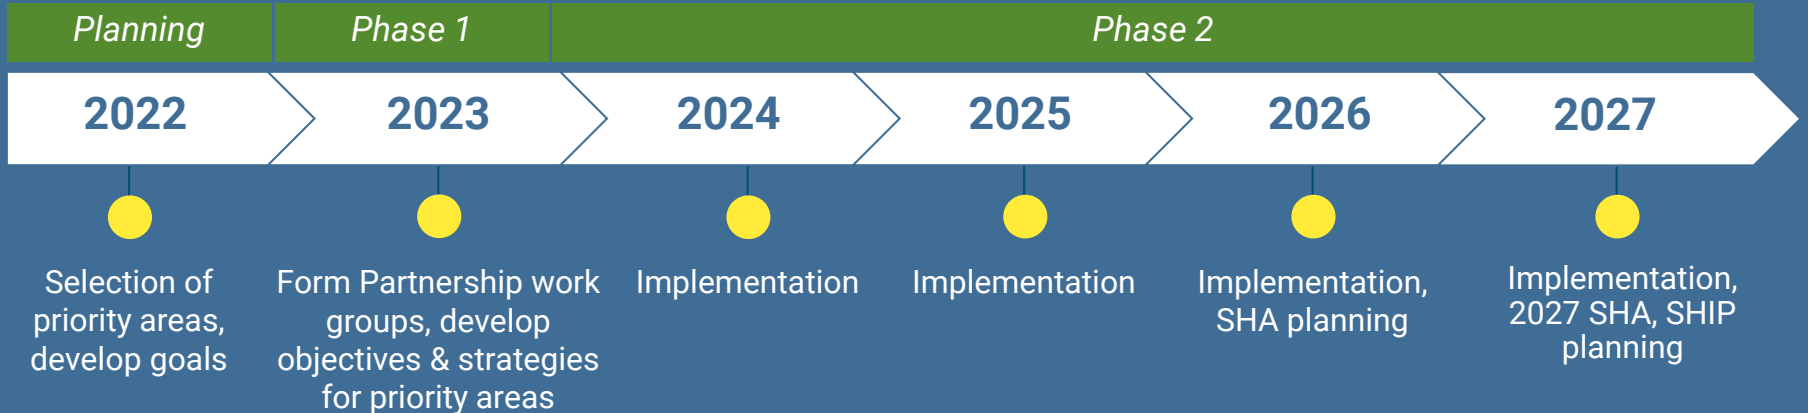 Planning
Phase 1
Phase 2
2022
2023
2024
2025
2026
2027
Selection of
priority areas,
develop goals
Form Partnership work
groups, develop
objectives & strategies
for priority areas
Implementation
Implementation
Implementation,
SHA planning
Implementation,
2027 SHA, SHIP
planning